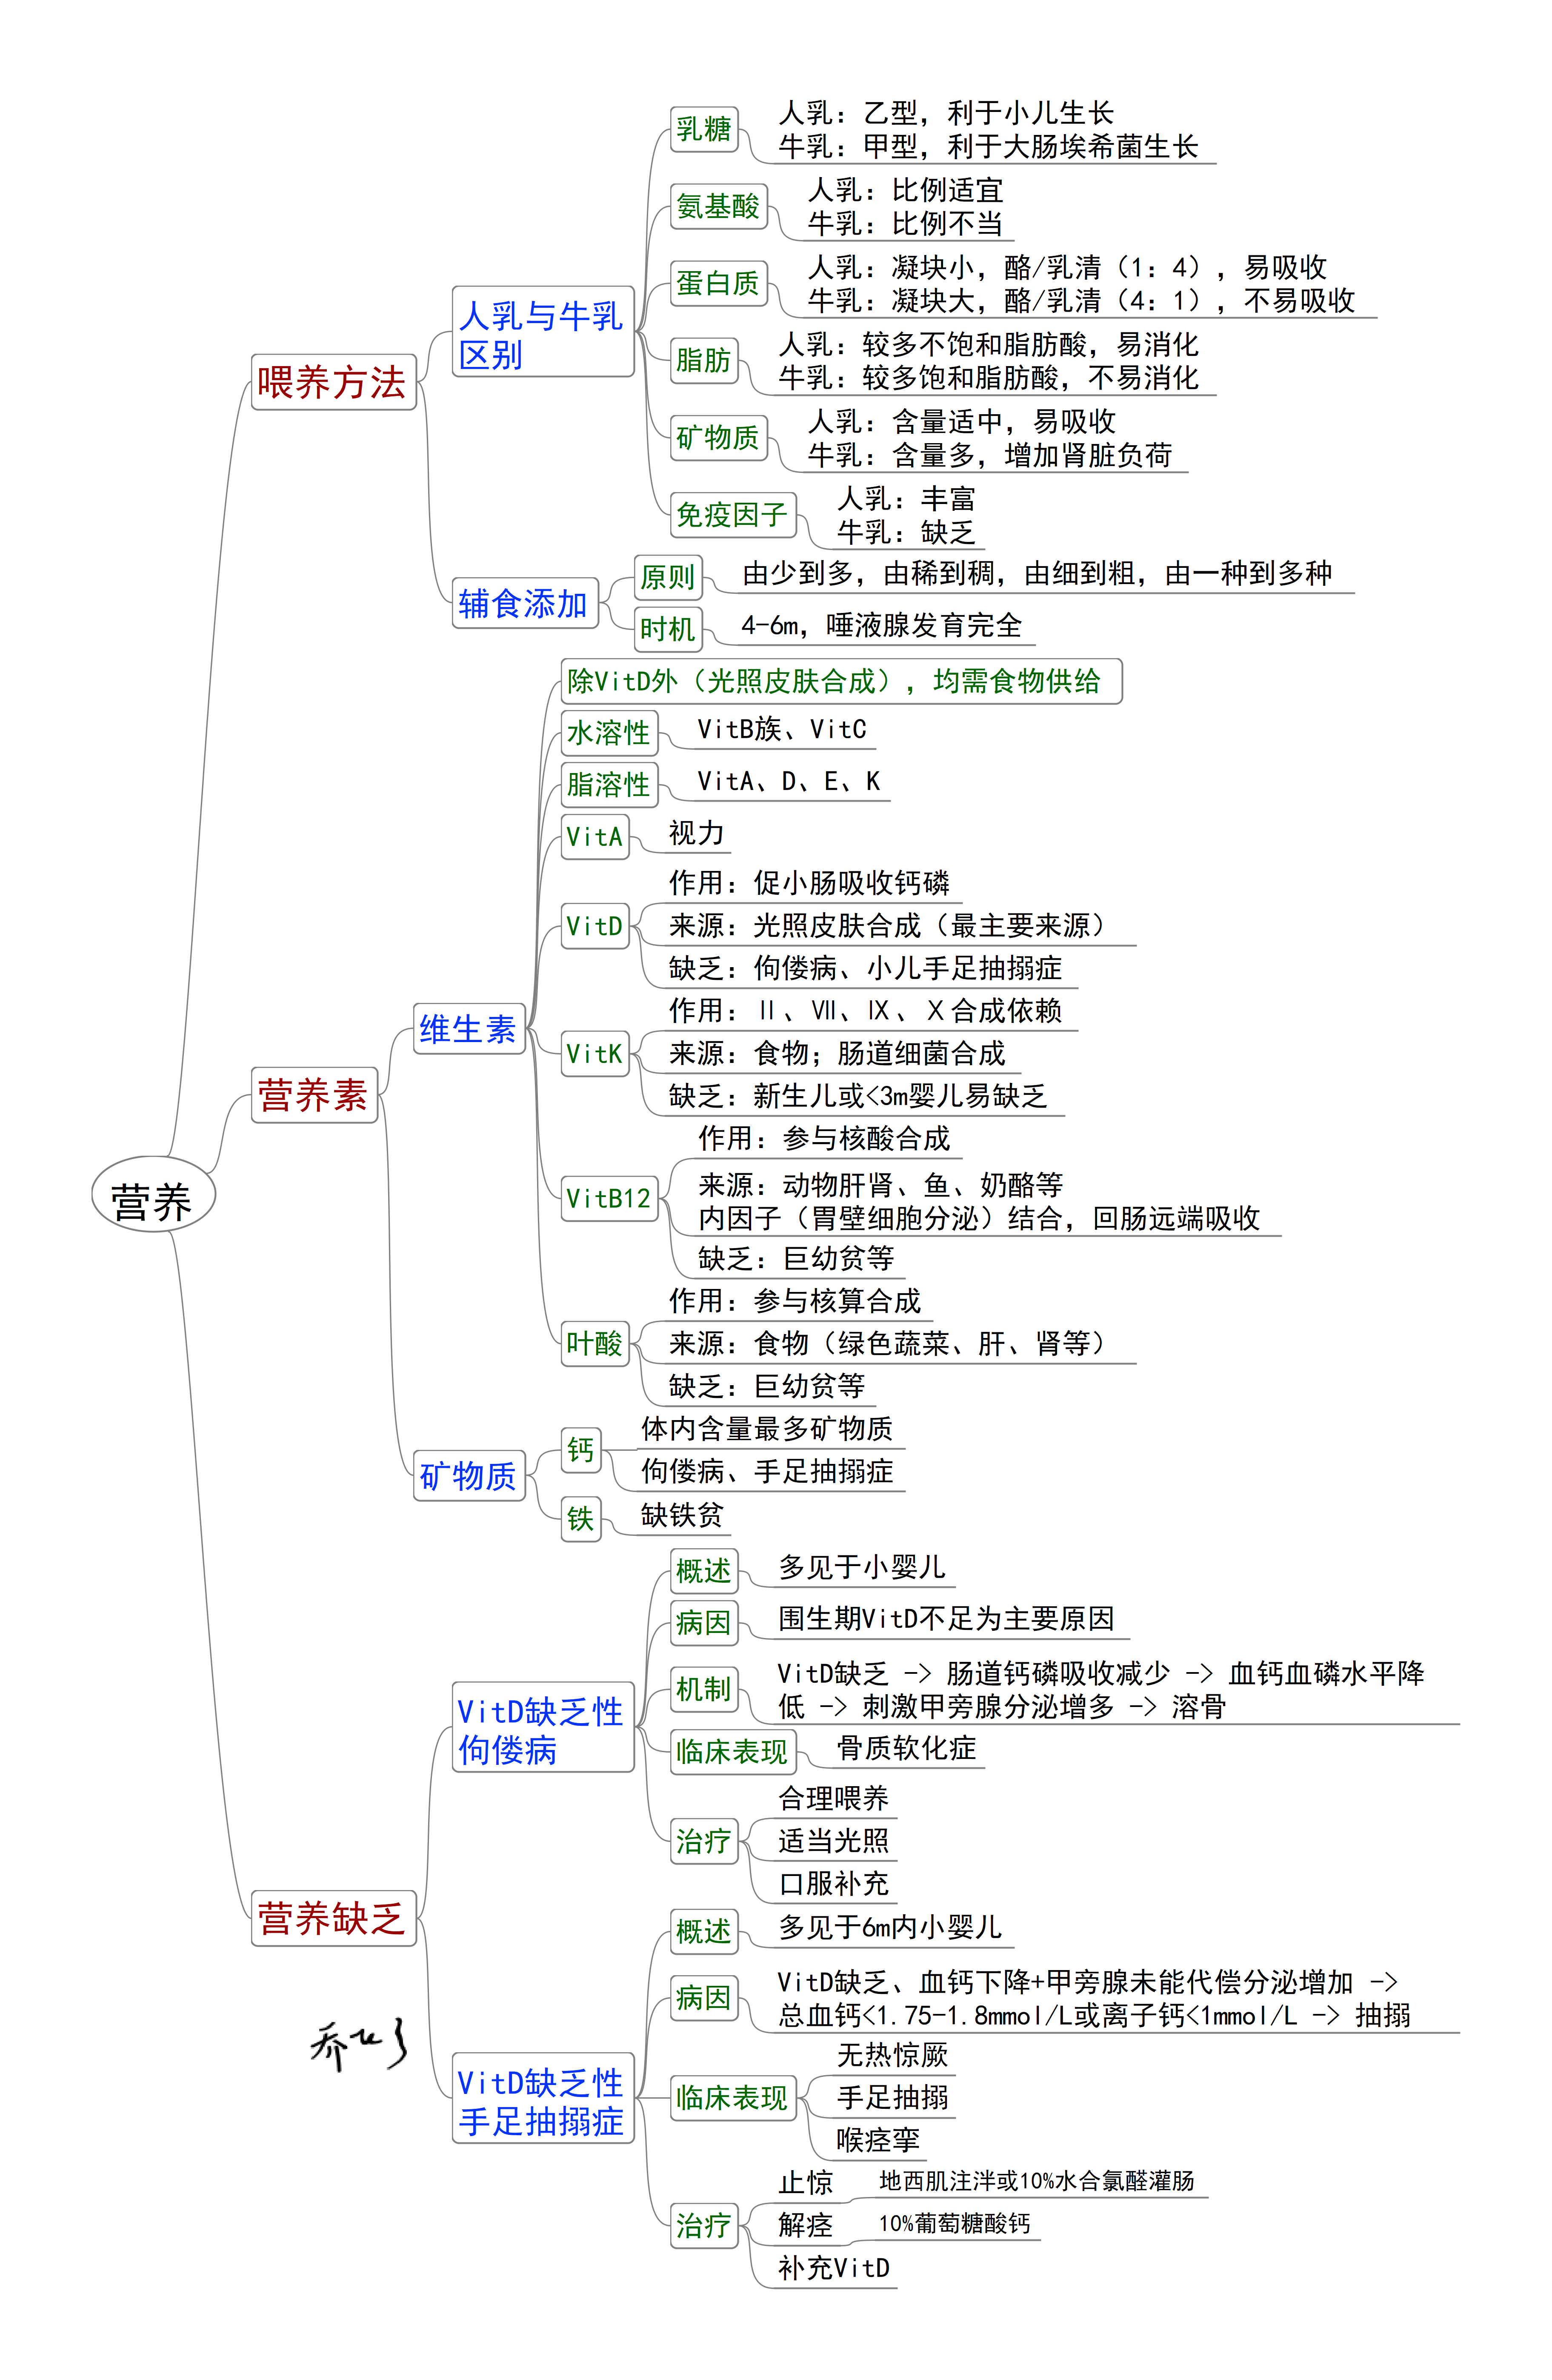 营养
喂养方法
人乳与牛乳
区别
乳糖
人乳：乙型，利于小儿生长
牛乳：甲型，利于大肠埃希菌生长
氨基酸
人乳：比例适宜
牛乳：比例不当
蛋白质
人乳：凝块小，酪/乳清（1：4），易吸收
牛乳：凝块大，酪/乳清（4：1），不易吸收
脂肪
人乳：较多不饱和脂肪酸，易消化
牛乳：较多饱和脂肪酸，不易消化
矿物质
人乳：含量适中，易吸收
牛乳：含量多，增加肾脏负荷
免疫因子
人乳：丰富
牛乳：缺乏
辅食添加
原则
由少到多，由稀到稠，由细到粗，由一种到多种
时机
4-6m，唾液腺发育完全
营养素
维生素
除VitD外（光照皮肤合成），均需食物供给
水溶性
VitB族、VitC
脂溶性
VitA、D、E、K
VitA
视力
VitD
作用：促小肠吸收钙磷
来源：光照皮肤合成（最主要来源）
缺乏：佝偻病、小儿手足抽搦症
VitK
作用：Ⅱ、Ⅶ、Ⅸ、Ⅹ合成依赖
来源：食物；肠道细菌合成
缺乏：新生儿或<3m婴儿易缺乏
VitB12
作用：参与核酸合成
来源：动物肝肾、鱼、奶酪等
内因子（胃壁细胞分泌）结合，回肠远端吸收
缺乏：巨幼贫等
叶酸
作用：参与核算合成
来源：食物（绿色蔬菜、肝、肾等）
缺乏：巨幼贫等
矿物质
钙
体内含量最多矿物质
佝偻病、手足抽搦症
铁
缺铁贫
营养缺乏
VitD缺乏性
佝偻病
概述
多见于小婴儿
病因
围生期VitD不足为主要原因
机制
VitD缺乏 -> 肠道钙磷吸收减少 -> 血钙血磷水平降
低 -> 刺激甲旁腺分泌增多 -> 溶骨
临床表现
骨质软化症
治疗
合理喂养
适当光照
口服补充
VitD缺乏性
手足抽搦症
概述
多见于6m内小婴儿
病因
VitD缺乏、血钙下降+甲旁腺未能代偿分泌增加 ->
总血钙<1.75-1.8mmol/L或离子钙<1mmol/L -> 抽搦
临床表现
无热惊厥
手足抽搦
喉痉挛
治疗
止惊
地西肌注泮或10%水合氯醛灌肠
解痉
10%葡萄糖酸钙
补充VitD